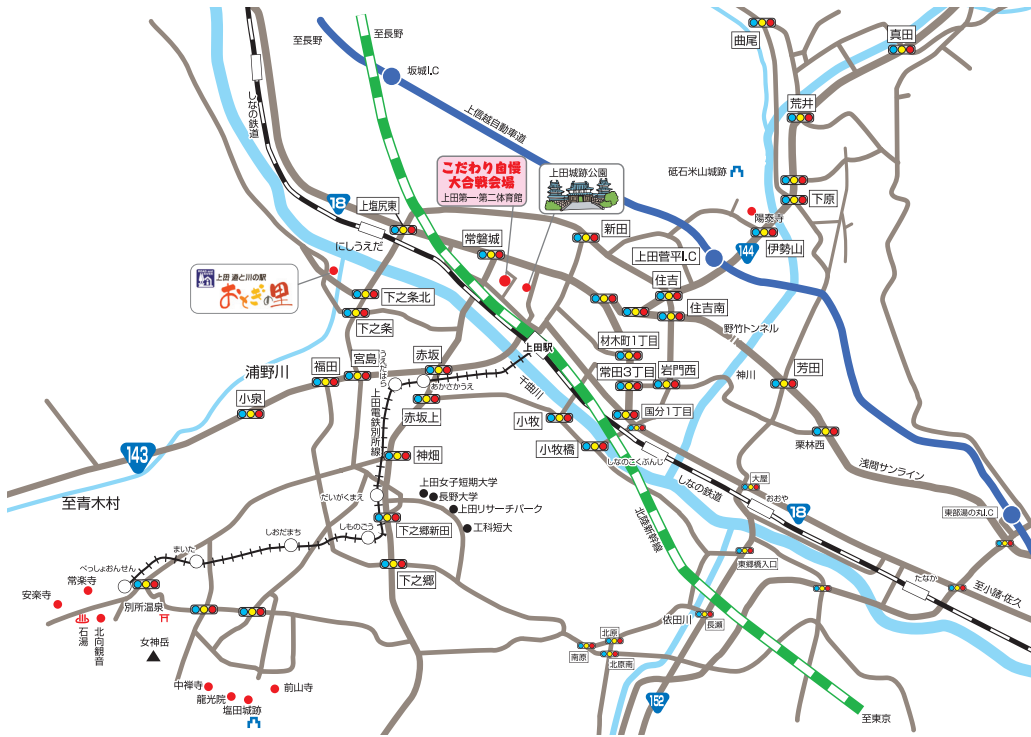 至長野
至長野
坂城I.C
しなの鉄道
上信越自動車道
曲尾
真田
荒井
砥石米山城跡
下原
陽泰寺
伊勢山
144
こだわり自慢
大合戦会場
上田第一・第二体育館
上田城跡公園
18
上塩尻東
にしうえだ
常磐城
新田
上田菅平I.C
住吉
住吉南
上田 道と川の駅
おとぎの里
下之条北
下之条
材木町1丁目
野竹トンネル
上田駅
常田3丁目
岩門西
神川
芳田
浦野川
福田
宮島
うえだはら
赤坂
あかさかうえ
千曲川
小泉
上田電鉄別所線
赤坂上
小牧
国分1丁目
小牧橋
栗林西
143
神畑
しなのこくぶんじ
浅間サンライン
至青木村
だいがくまえ
上田女子短期大学
長野大学
上田リサーチパーク
工科短大
しなの鉄道
大屋
おおや
18
東部湯の丸I.C
北陸新幹線
下之郷新田
しものごう
しおだまち
まいた
べっしょおんせん
下之郷
東郷橋入口
たなか
至小諸・佐久
常楽寺
安楽寺
別所温泉
石湯
北向観音
女神岳
依田川
長瀬
北原
南原
北原南
中禅寺
龍光院
塩田城跡
前山寺
152
至東京